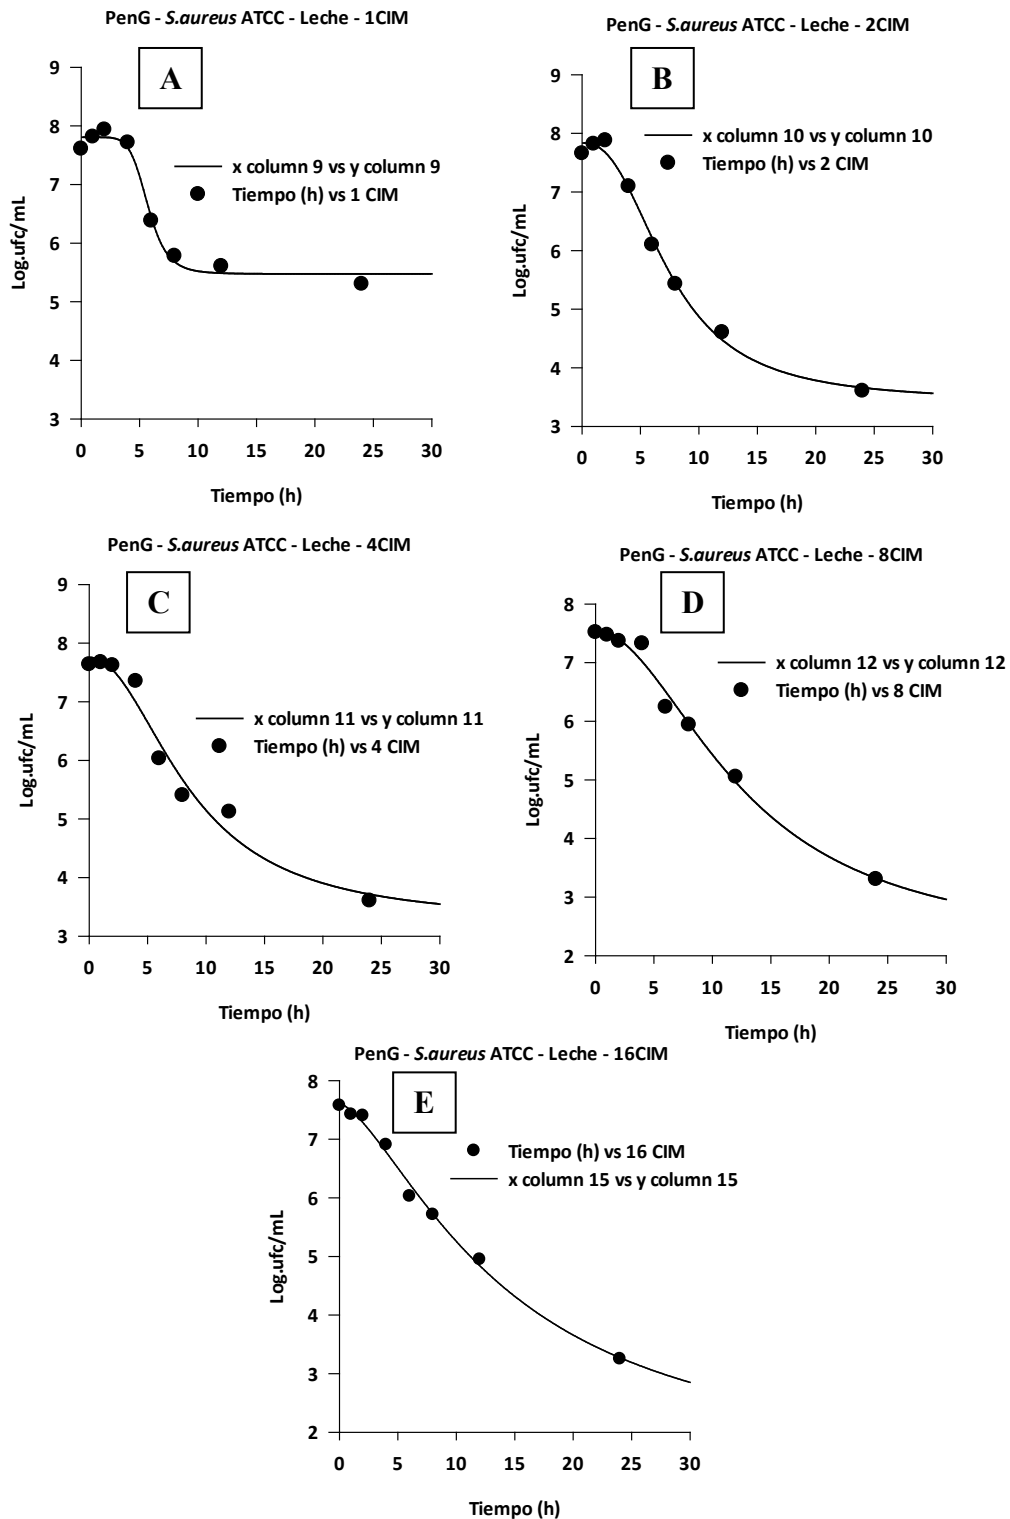 PenG - S.aureus ATCC - Leche - 1CIM
A
9
8
7
6
5
4
3
Log.ufc/mL
x column 9 vs y column 9
Tiempo (h) vs 1 CIM
0 5 10 15 20 25 30
Tiempo (h)
PenG - S.aureus ATCC - Leche - 2CIM
B
9
8
7
6
5
4
3
Log.ufc/mL
x column 10 vs y column 10
Tiempo (h) vs 2 CIM
0 5 10 15 20 25 30
Tiempo (h)
PenG - S.aureus ATCC - Leche - 4CIM
C
9
8
7
6
5
4
3
Log.ufc/mL
x column 11 vs y column 11
Tiempo (h) vs 4 CIM
0 5 10 15 20 25 30
Tiempo (h)
PenG - S.aureus ATCC - Leche - 8CIM
D
8
7
6
5
4
3
2
Log.ufc/mL
x column 12 vs y column 12
Tiempo (h) vs 8 CIM
0 5 10 15 20 25 30
Tiempo (h)
PenG - S.aureus ATCC - Leche - 16CIM
E
8
7
6
5
4
3
2
Log.ufc/mL
Tiempo (h) vs 16 CIM
x column 15 vs y column 15
0 5 10 15 20 25 30
Tiempo (h)